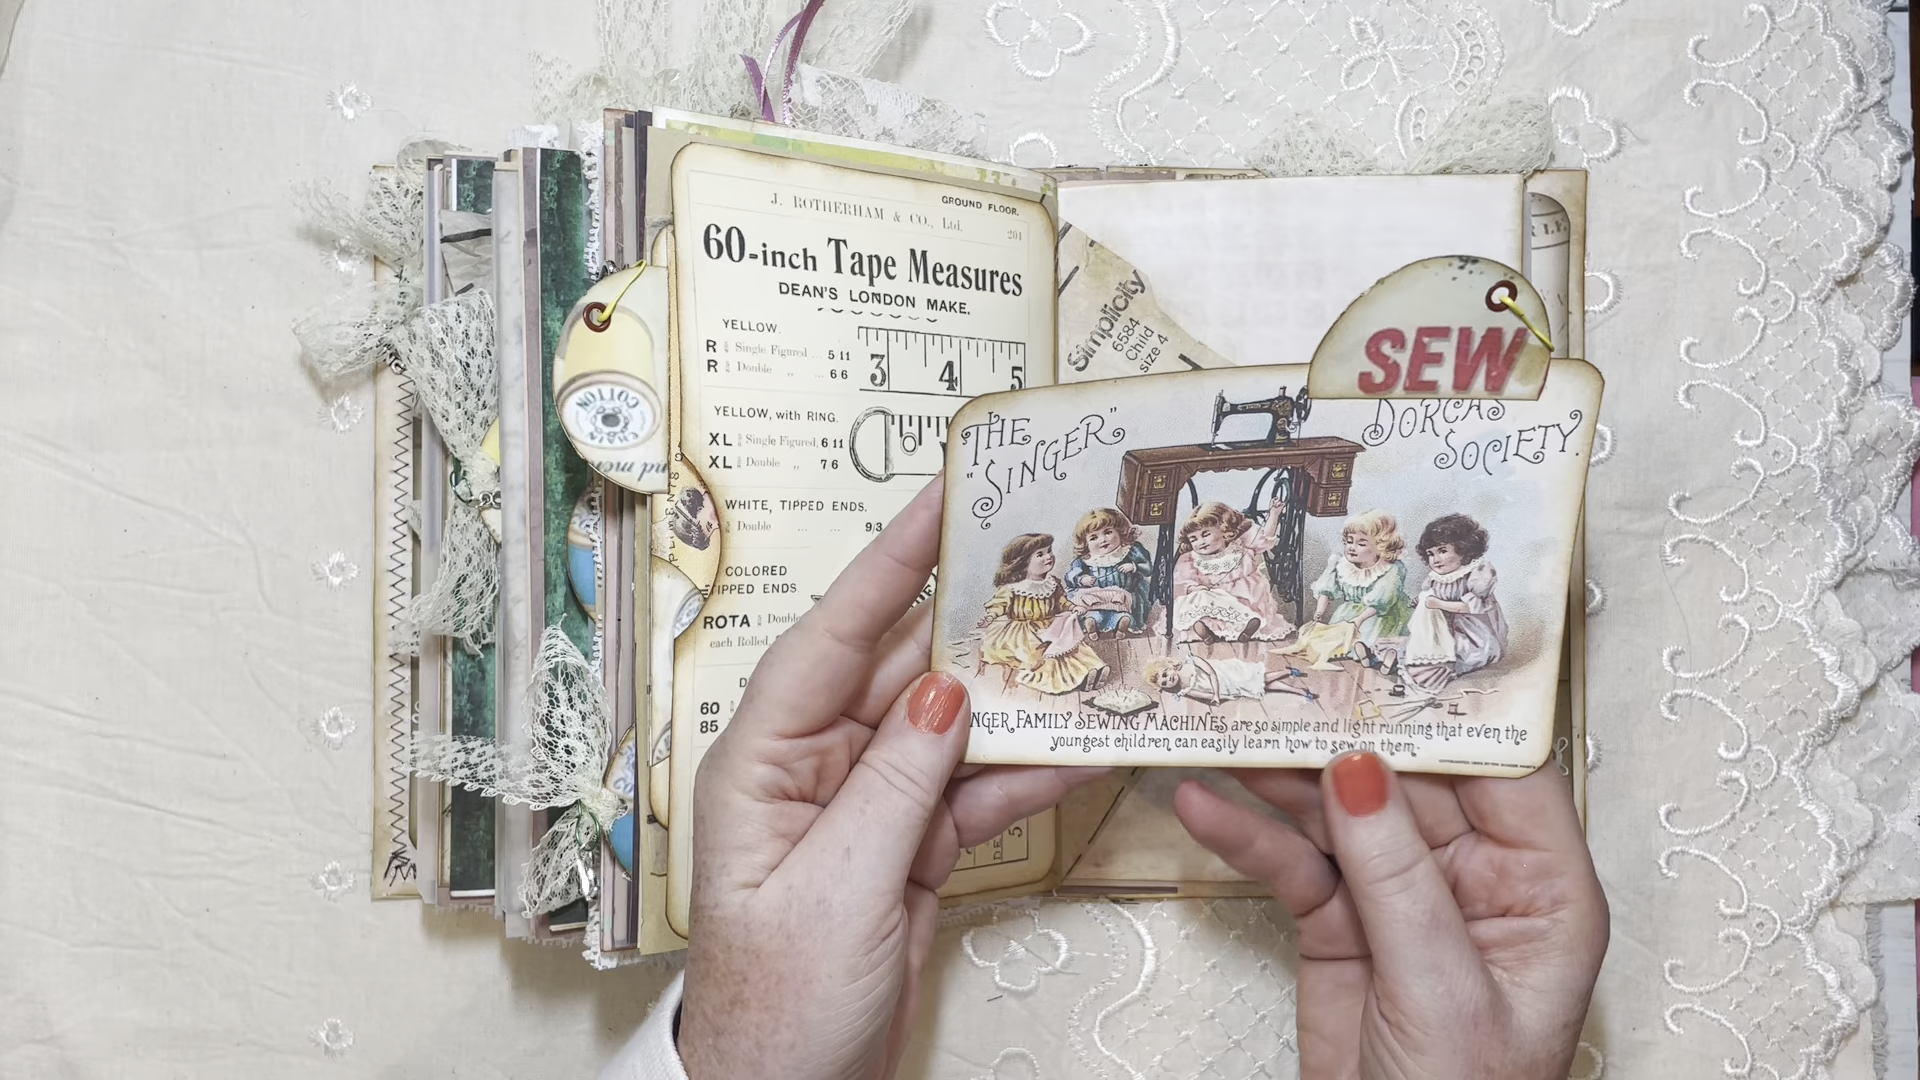 J. ROTHERHAM & CO., Ltd.
GROUND FLOOR.
201
60-inch Tape Measures
DEAN'S LONDON MAKE.
YELLOW.
R Single Figured ... 5 11
R Double " ... 6 6
3 4 5
YELLOW, with RING.
XL Single Figured, 6 11
XL Double " 7 6
WHITE, TIPPED ENDS.
Double ... ... 9/3
COLORED
TIPPED ENDS
ROTA Double
each Rolled,
60
85
5
COTTON
CHAIN
Simplicity
6584
Child
size 4
SEW
THE
"SINGER"
DORCAS
SOCIETY.
NGER FAMILY SEWING MACHINES are so simple and light running that even the
youngest children can easily learn how to sew on them.